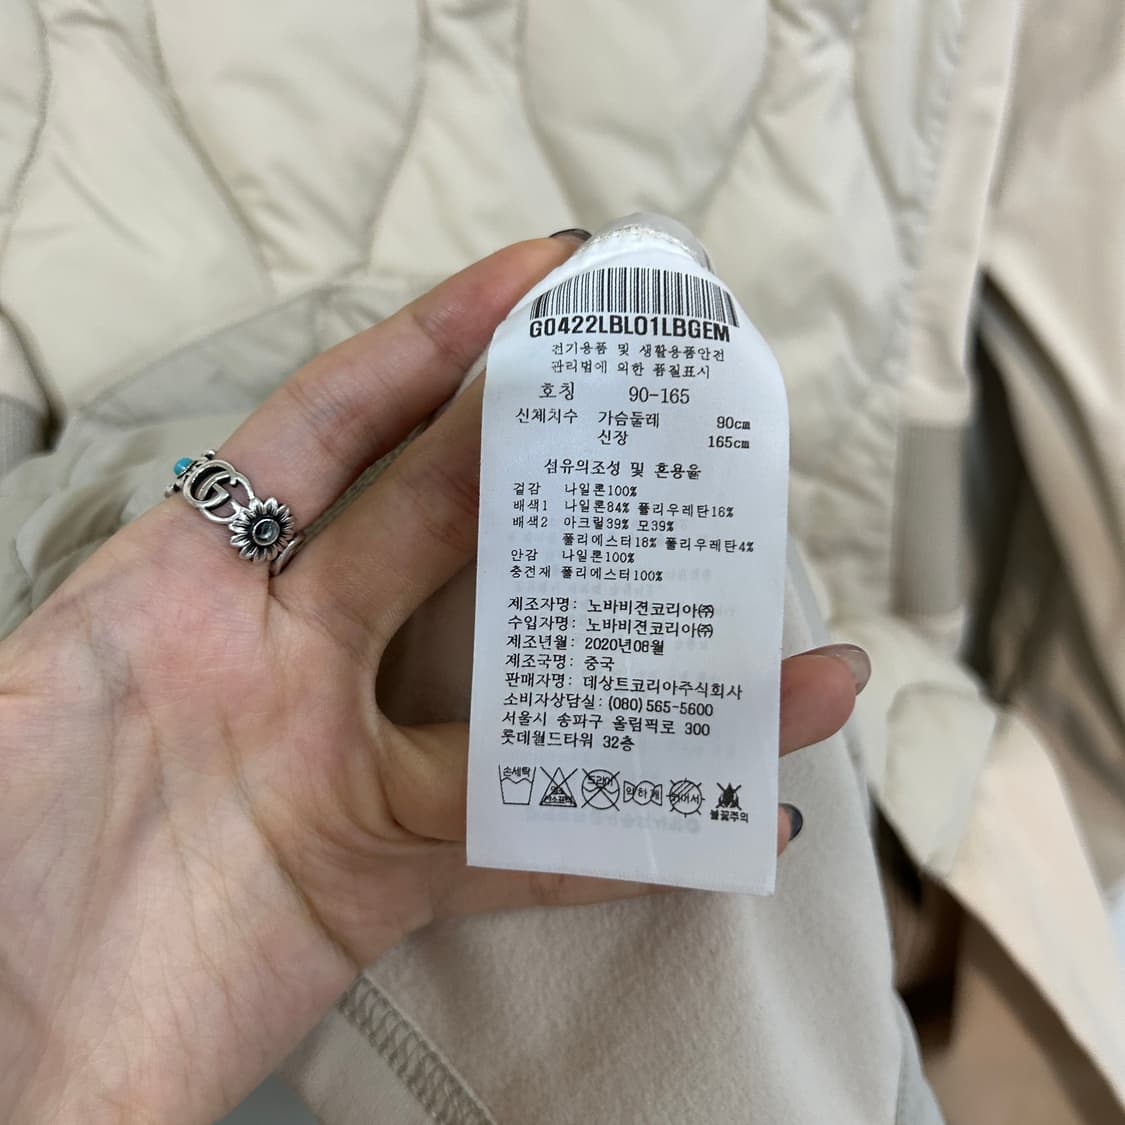 G0422LBL01LBGEM
전기용품 및 생활용품안전
관리법에 의한 품질표시
호칭 90-165
신체치수 가슴둘레 90cm
신장 165cm
섬유의조성 및 혼용율
겉감 나일론100%
배색1 나일론84% 폴리우레탄16%
배색2 아크릴39% 모39%
폴리에스터18% 폴리우레탄4%
안감 나일론100%
충전재 폴리에스터100%
제조자명: 노바비젼코리아㈜
수입자명: 노바비젼코리아㈜
제조년월: 2020년08월
제조국명: 중국
판매자명: 데상트코리아주식회사
소비자상담실: (080) 565-5600
서울시 송파구 올림픽로 300
롯데월드타워 32층
손세탁 드라이 약하게 뉘어서 불꽃주의